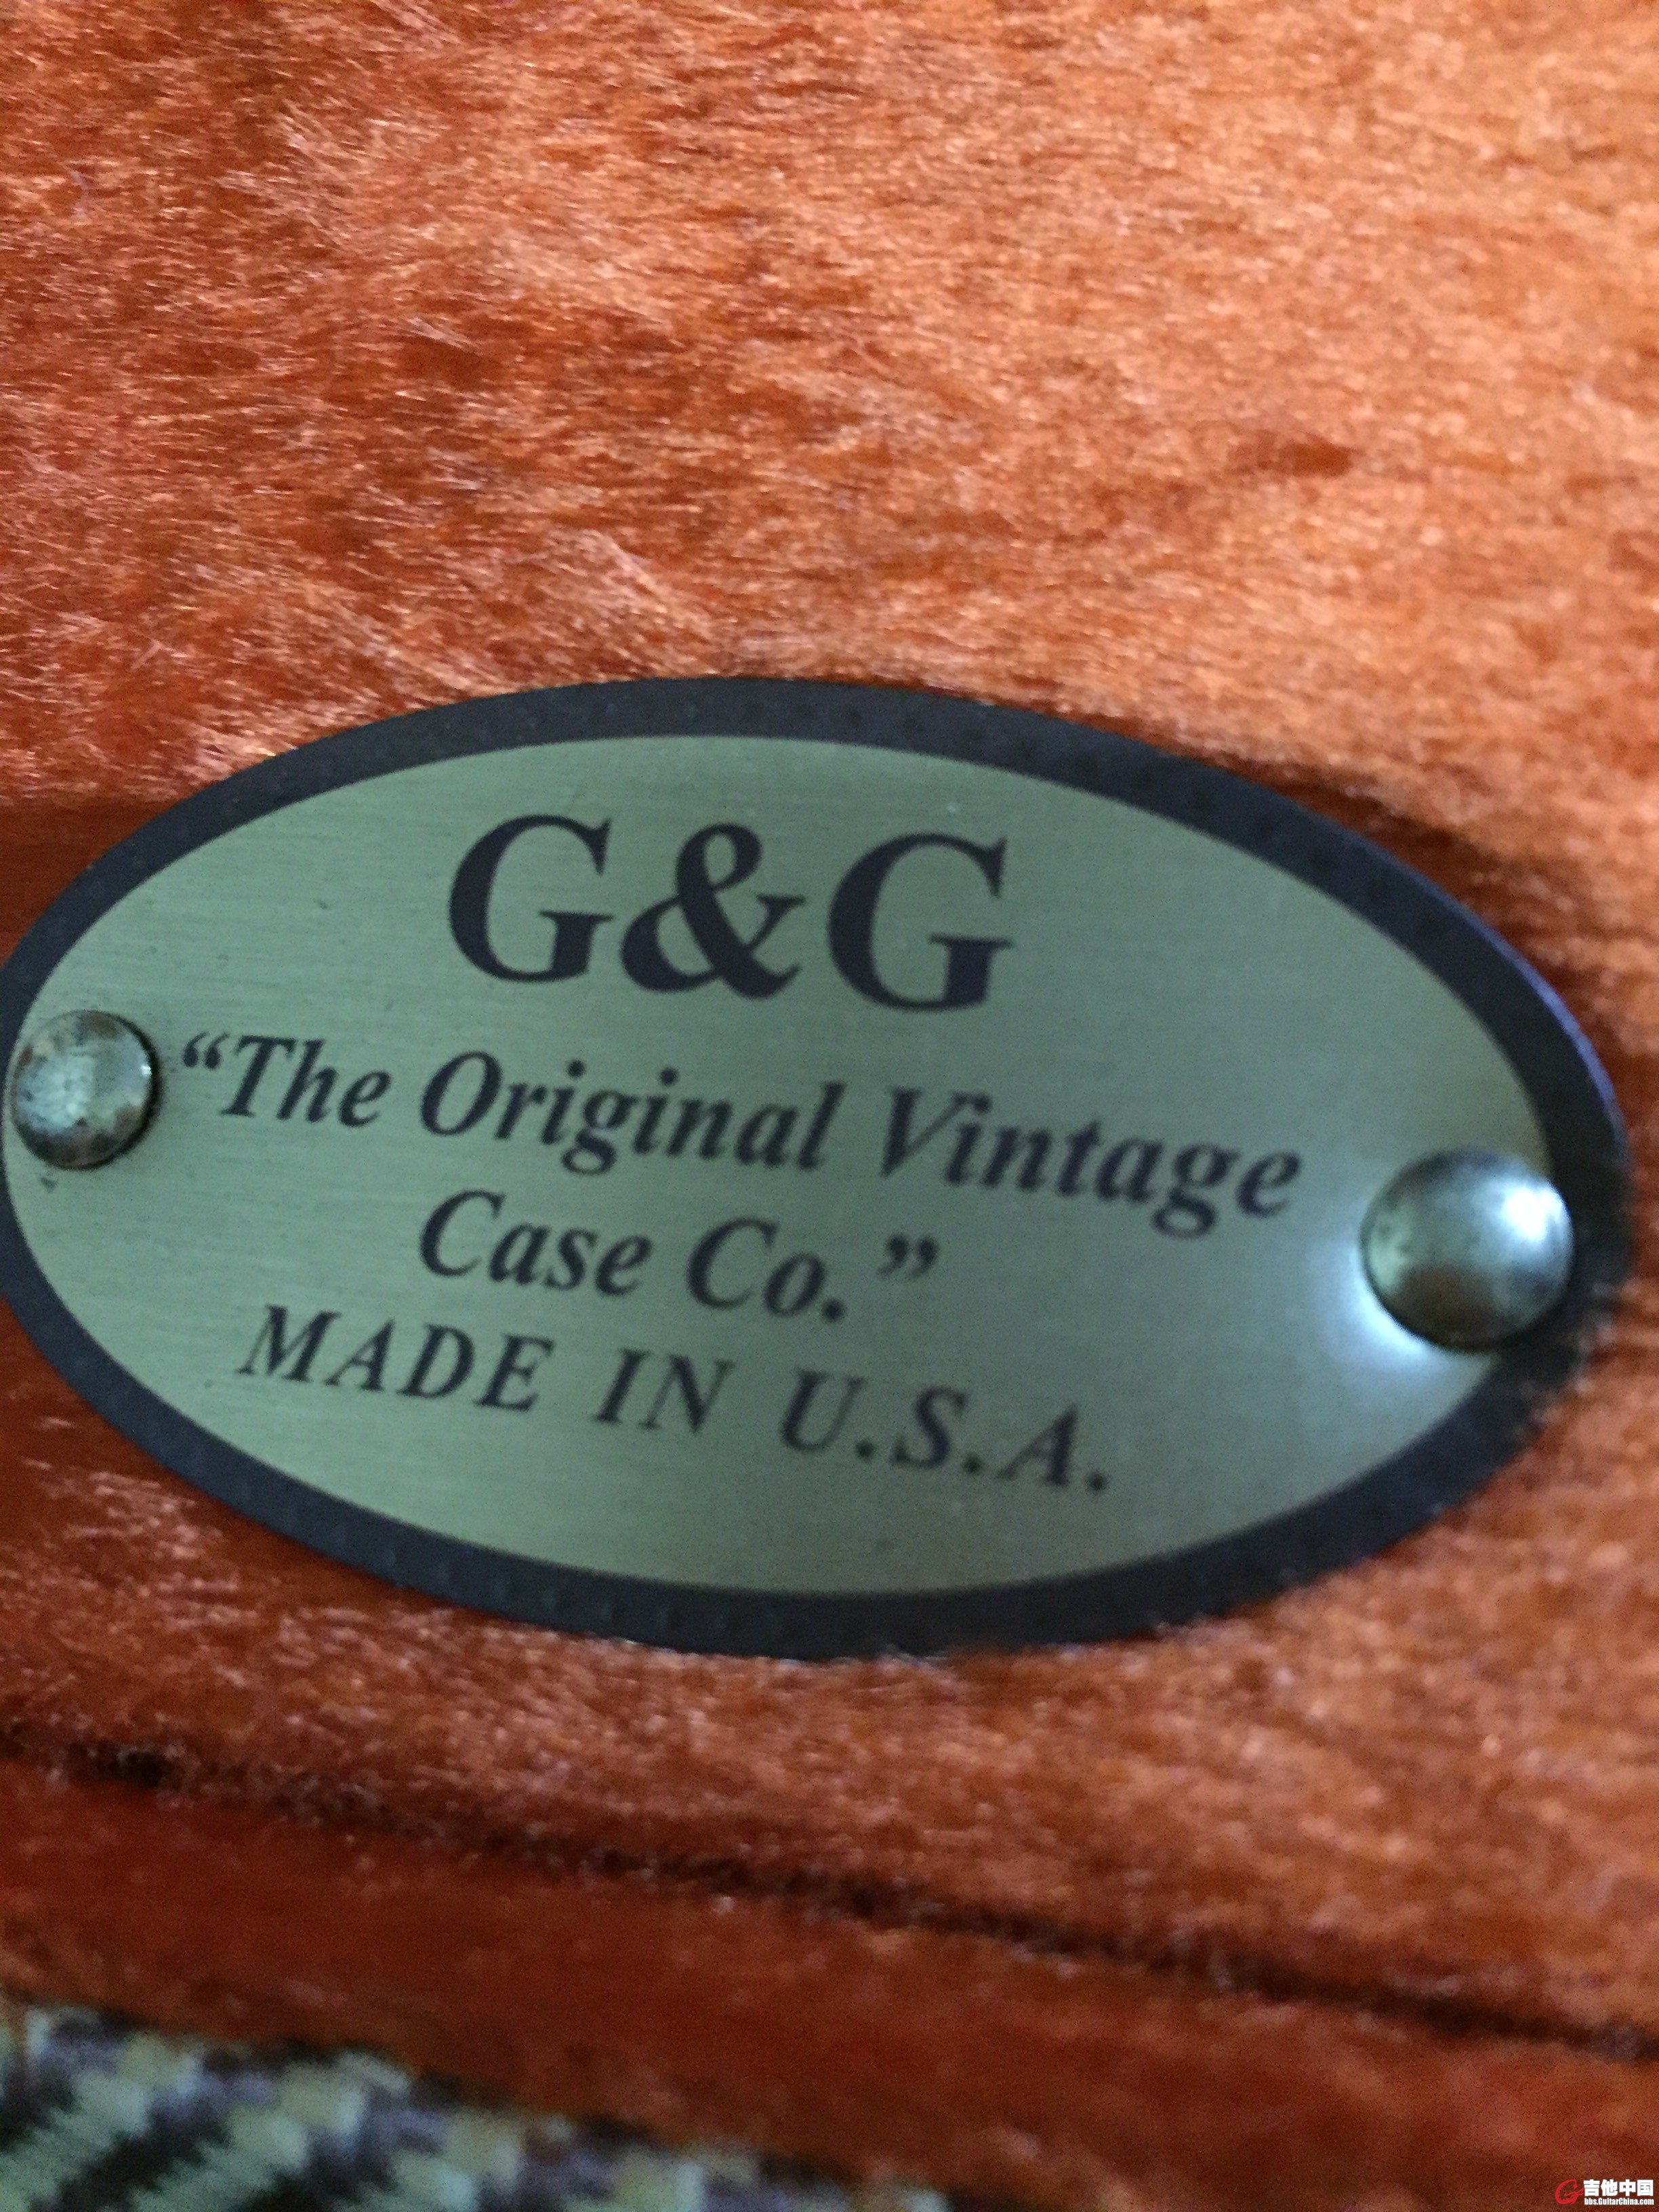 G&G
“The Original Vintage
Case Co.”
MADE IN U.S.A.
吉他中国
bbs.GuitarChina.com